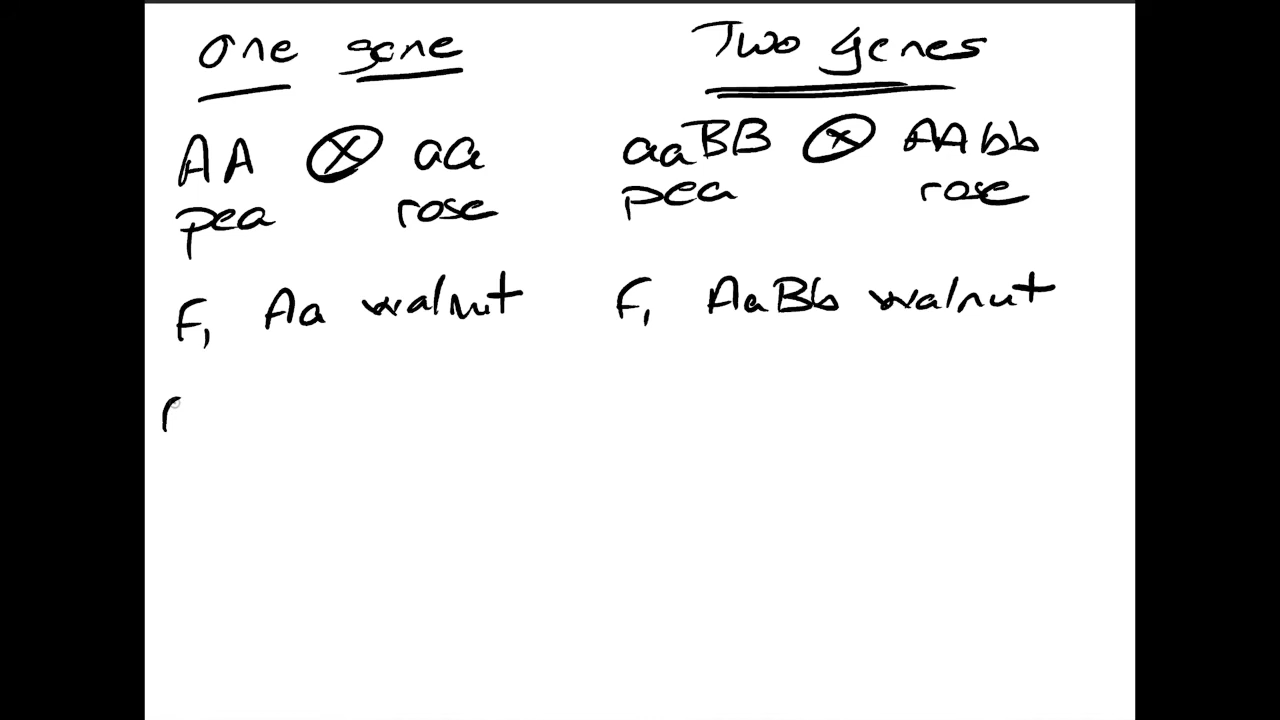 One gene
AA X aa
pea rose
F1 Aa walnut
Two genes
aaBB X AAbb
pea rose
F1 AaBb walnut